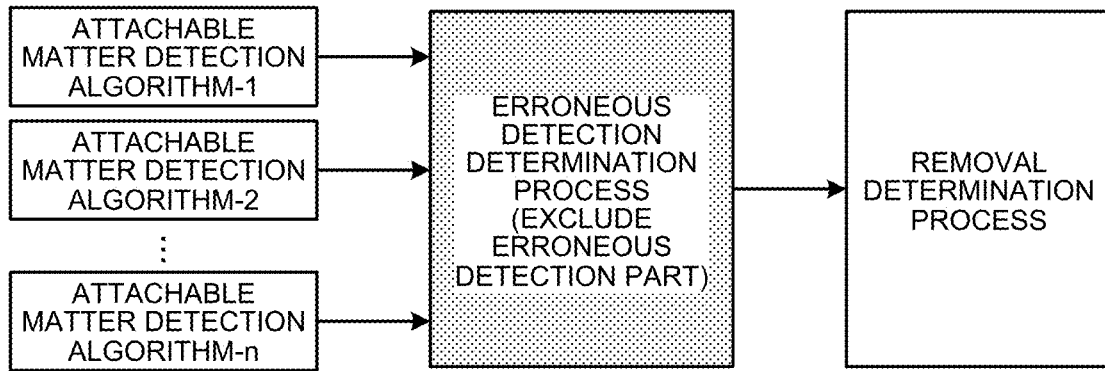 ATTACHABLE
MATTER DETECTION
ALGORITHM-1
ATTACHABLE
MATTER DETECTION
ALGORITHM-2
⋮
ATTACHABLE
MATTER DETECTION
ALGORITHM-n
ERRONEOUS
DETECTION
DETERMINATION
PROCESS
(EXCLUDE
ERRONEOUS
DETECTION PART)
REMOVAL
DETERMINATION
PROCESS